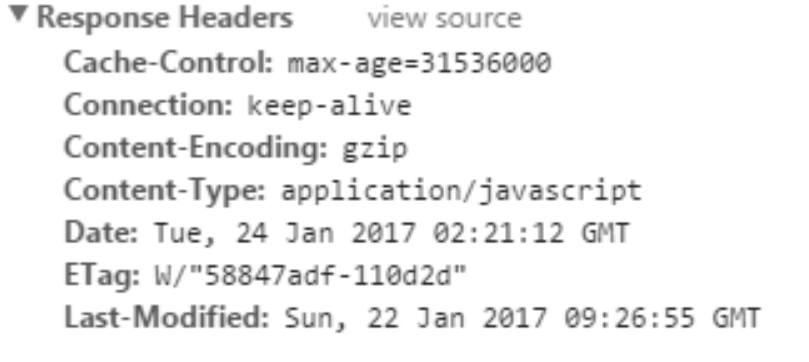 ▼ Response Headers view source
Cache-Control: max-age=31536000
Connection: keep-alive
Content-Encoding: gzip
Content-Type: application/javascript
Date: Tue, 24 Jan 2017 02:21:12 GMT
ETag: W/"58847adf-110d2d"
Last-Modified: Sun, 22 Jan 2017 09:26:55 GMT